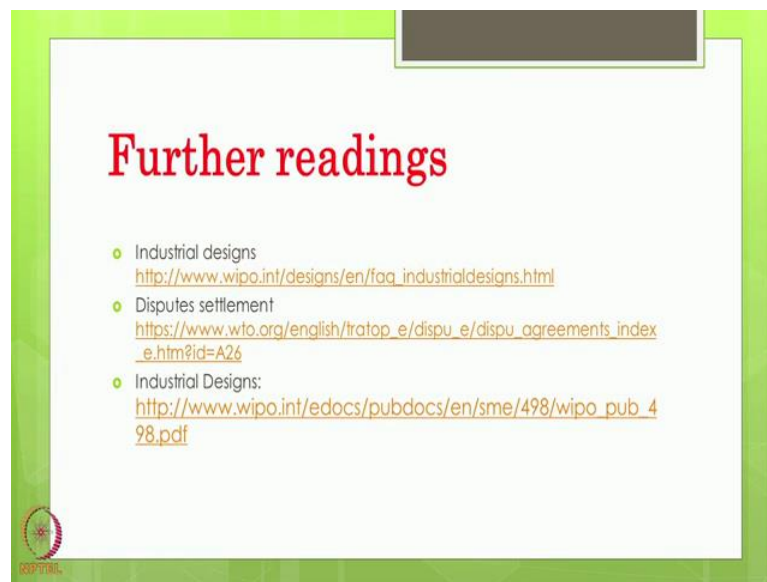 Further readings
Industrial designs
http://www.wipo.int/designs/en/faq_industrialdesigns.html
Disputes settlement
https://www.wto.org/english/tratop_e/dispu_e/dispu_agreements_index
_e.htm?id=A26
Industrial Designs:
http://www.wipo.int/edocs/pubdocs/en/sme/498/wipo_pub_4
98.pdf
NPTEL